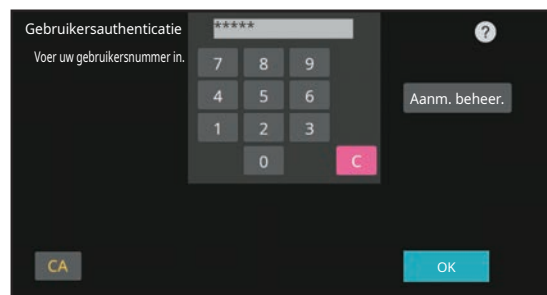 Gebruikersauthenticatie
*****
?
Voer uw gebruikersnummer in.
7 8 9
4 5 6
Aanm. beheer.
1 2 3
0 C
CA
OK